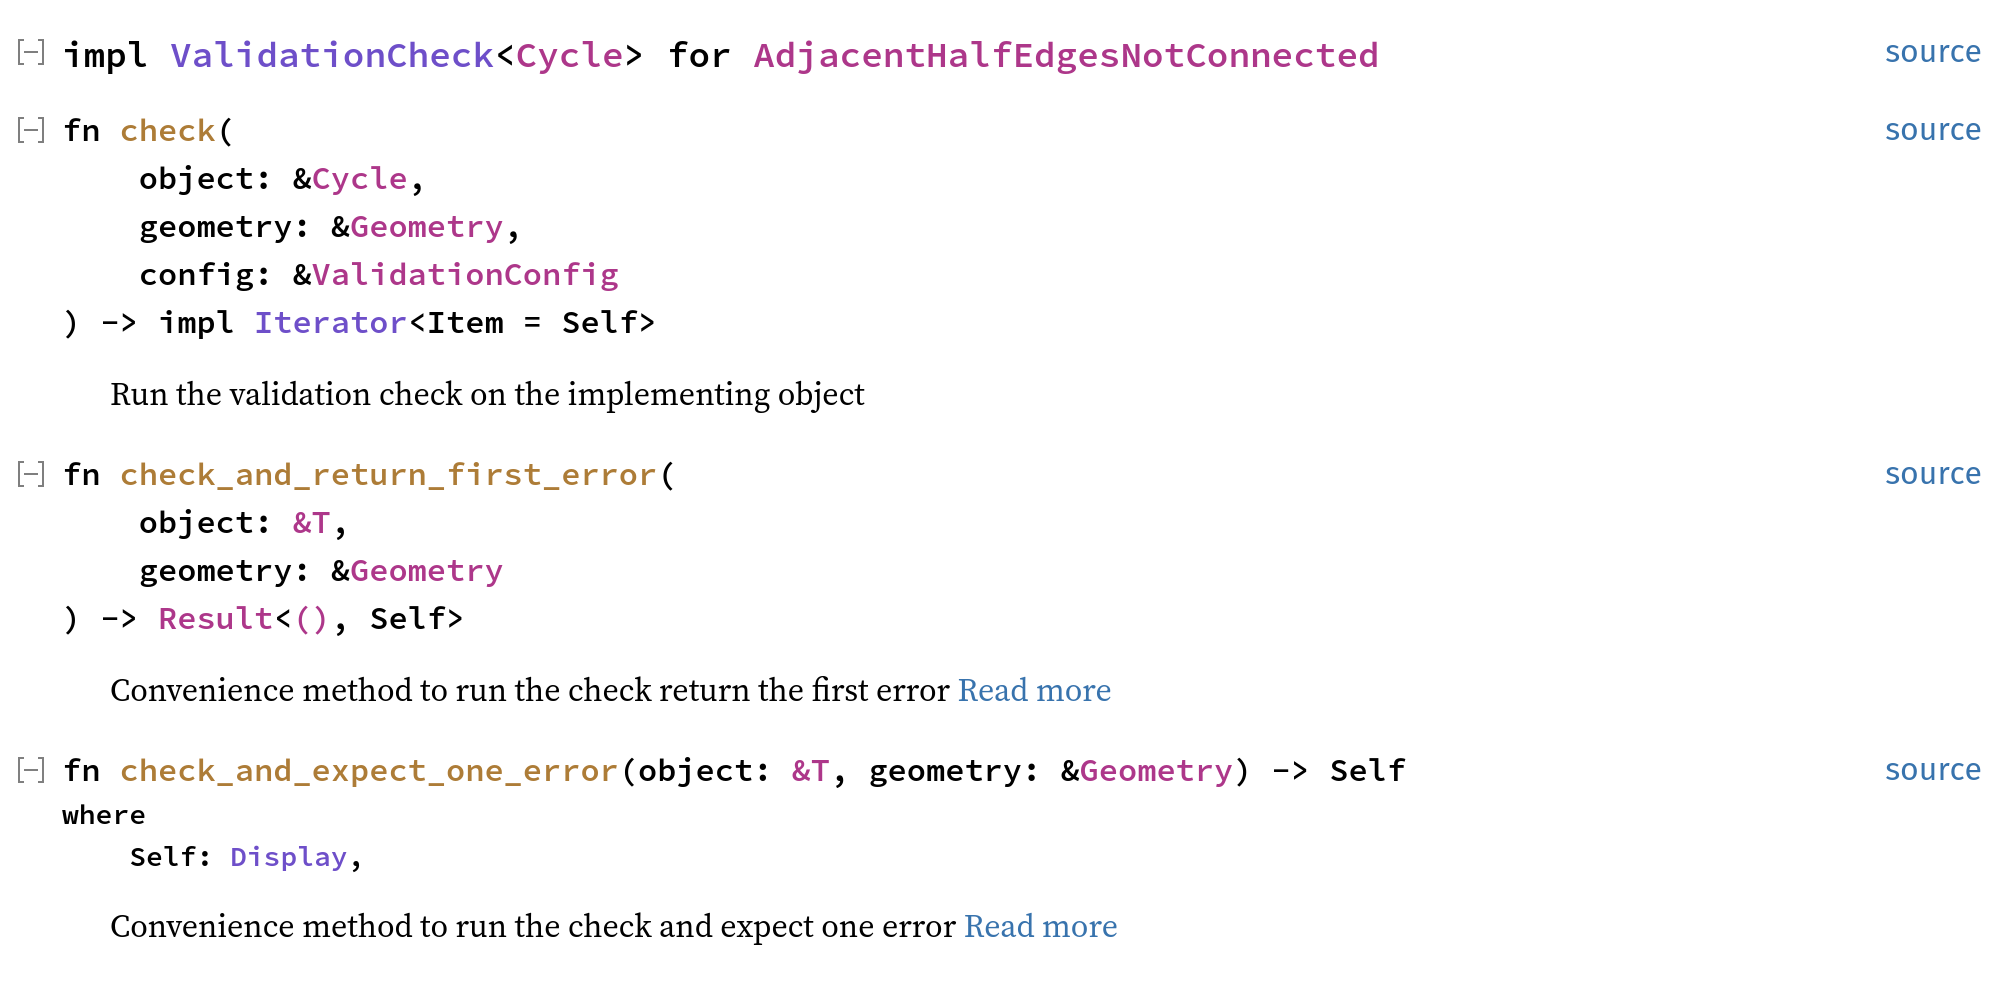 [−] impl ValidationCheck<Cycle> for AdjacentHalfEdgesNotConnected source
[−] fn check( source
object: &Cycle,
geometry: &Geometry,
config: &ValidationConfig
) -> impl Iterator<Item = Self>
Run the validation check on the implementing object
[−] fn check_and_return_first_error( source
object: &T,
geometry: &Geometry
) -> Result<(), Self>
Convenience method to run the check return the first error Read more
[−] fn check_and_expect_one_error(object: &T, geometry: &Geometry) -> Self source
where
Self: Display,
Convenience method to run the check and expect one error Read more